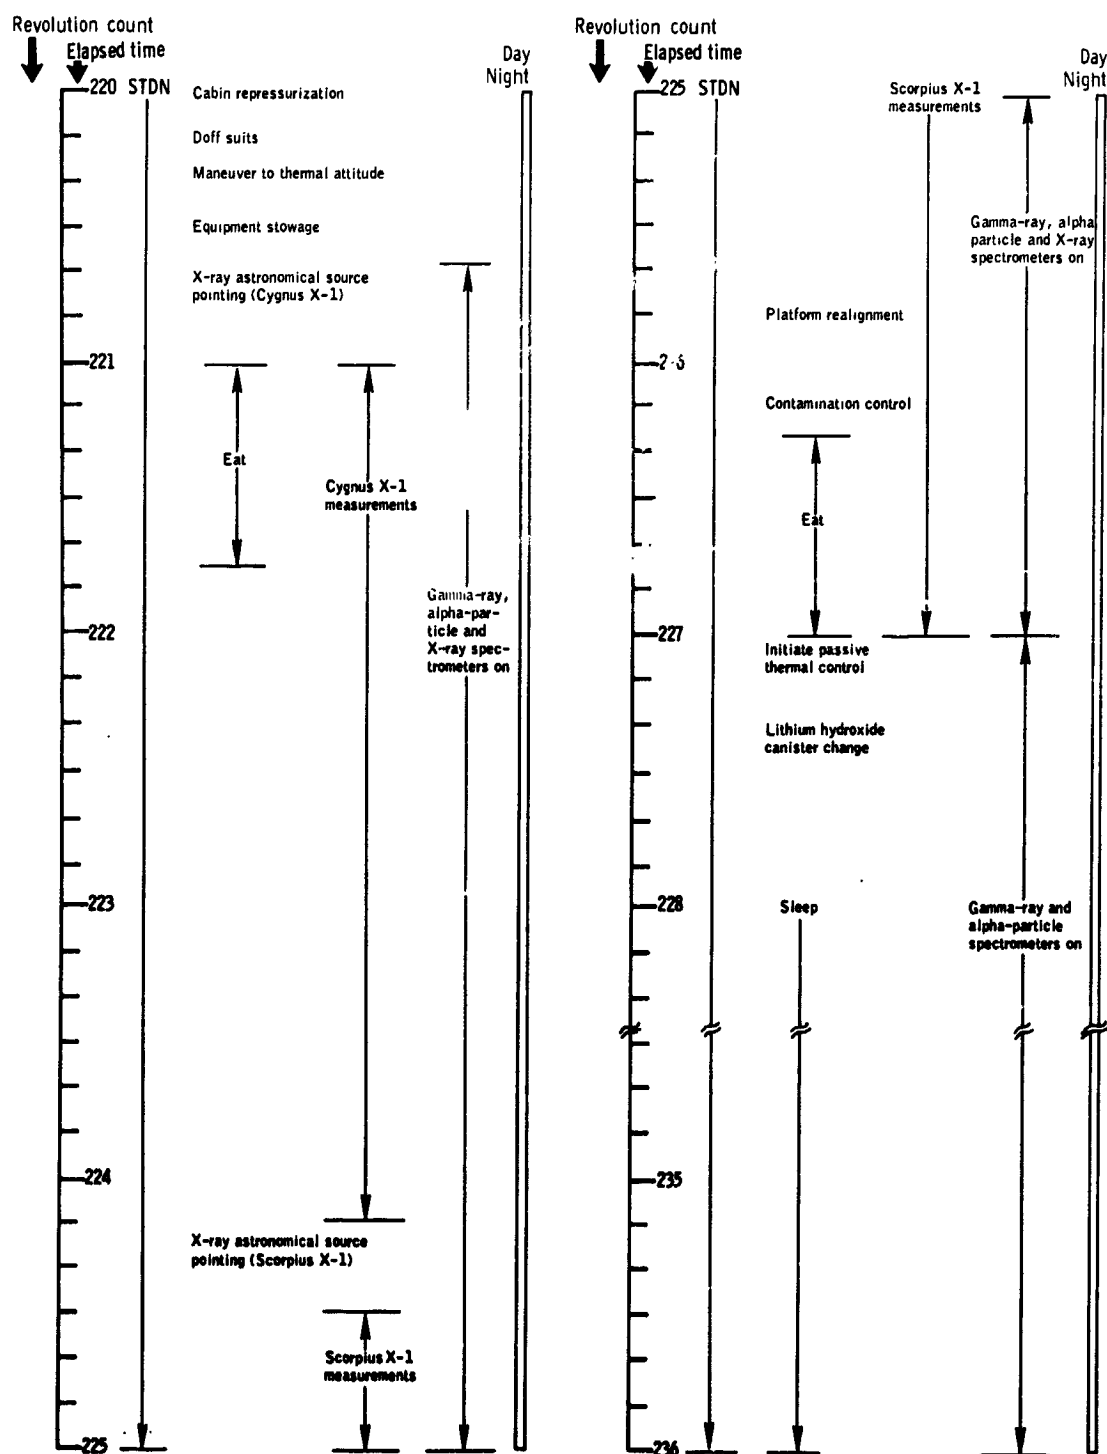 Revolution count
Elapsed time
Day
Night
220 STDN
Cabin repressurization
Doff suits
Maneuver to thermal attitude
Equipment stowage
X-ray astronomical source
pointing (Cygnus X-1)
221
Eat
Cygnus X-1
measurements
Gamma-ray,
alpha-par-
ticle and
X-ray spec-
trometers on
222
223
224
X-ray astronomical source
pointing (Scorpius X-1)
Scorpius X-1
measurements
225
Revolution count
Elapsed time
Day
Night
225 STDN
Scorpius X-1
measurements
Gamma-ray, alpha
particle and X-ray
spectrometers on
Platform realignment
Contamination control
Eat
227
Initiate passive
thermal control
Lithium hydroxide
canister change
228
Sleep
Gamma-ray and
alpha-particle
spectrometers on
235
236